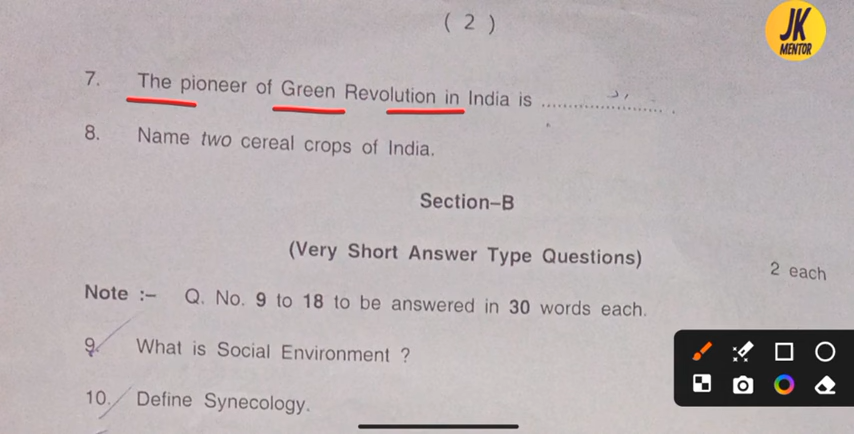 ( 2 )
JK
MENTOR
7. The pioneer of Green Revolution in India is .................... .
8. Name two cereal crops of India.
Section–B
(Very Short Answer Type Questions)
2 each
Note :– Q. No. 9 to 18 to be answered in 30 words each.
9. What is Social Environment ?
10. Define Synecology.